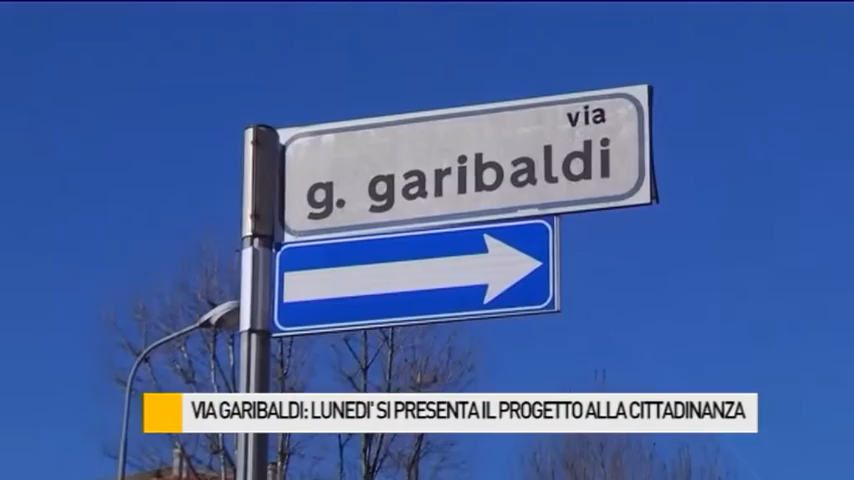 via
g. garibaldi
VIA GARIBALDI: LUNEDI' SI PRESENTA IL PROGETTO ALLA CITTADINANZA